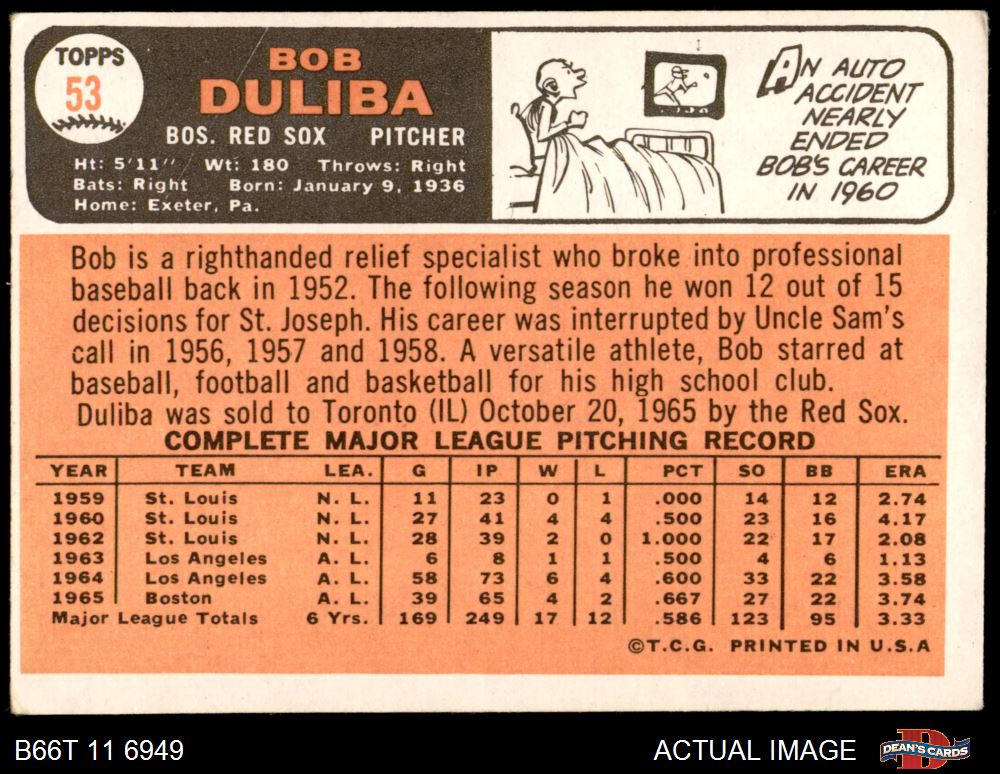 TOPPS
53
BOB
DULIBA
BOS. RED SOX PITCHER
Ht: 5'11" Wt: 180 Throws: Right
Bats: Right Born: January 9, 1936
Home: Exeter, Pa.
AN AUTO
ACCIDENT
NEARLY
ENDED
BOB'S CAREER
IN 1960
Bob is a righthanded relief specialist who broke into professional
baseball back in 1952. The following season he won 12 out of 15
decisions for St. Joseph. His career was interrupted by Uncle Sam's
call in 1956, 1957 and 1958. A versatile athlete, Bob starred at
baseball, football and basketball for his high school club.
Duliba was sold to Toronto (IL) October 20, 1965 by the Red Sox.
COMPLETE MAJOR LEAGUE PITCHING RECORD
YEAR TEAM LEA. G IP W L PCT SO BB ERA
1959 St. Louis N. L. 11 23 0 1 .000 14 12 2.74
1960 St. Louis N. L. 27 41 4 4 .500 23 16 4.17
1962 St. Louis N. L. 28 39 2 0 1.000 22 17 2.08
1963 Los Angeles A. L. 6 8 1 1 .500 4 6 1.13
1964 Los Angeles A. L. 58 73 6 4 .600 33 22 3.58
1965 Boston A. L. 39 65 4 2 .667 27 22 3.74
Major League Totals 6 Yrs. 169 249 17 12 .586 123 95 3.33
©T.C.G. PRINTED IN U.S.A
B66T 11 6949 ACTUAL IMAGE DEAN'S CARDS